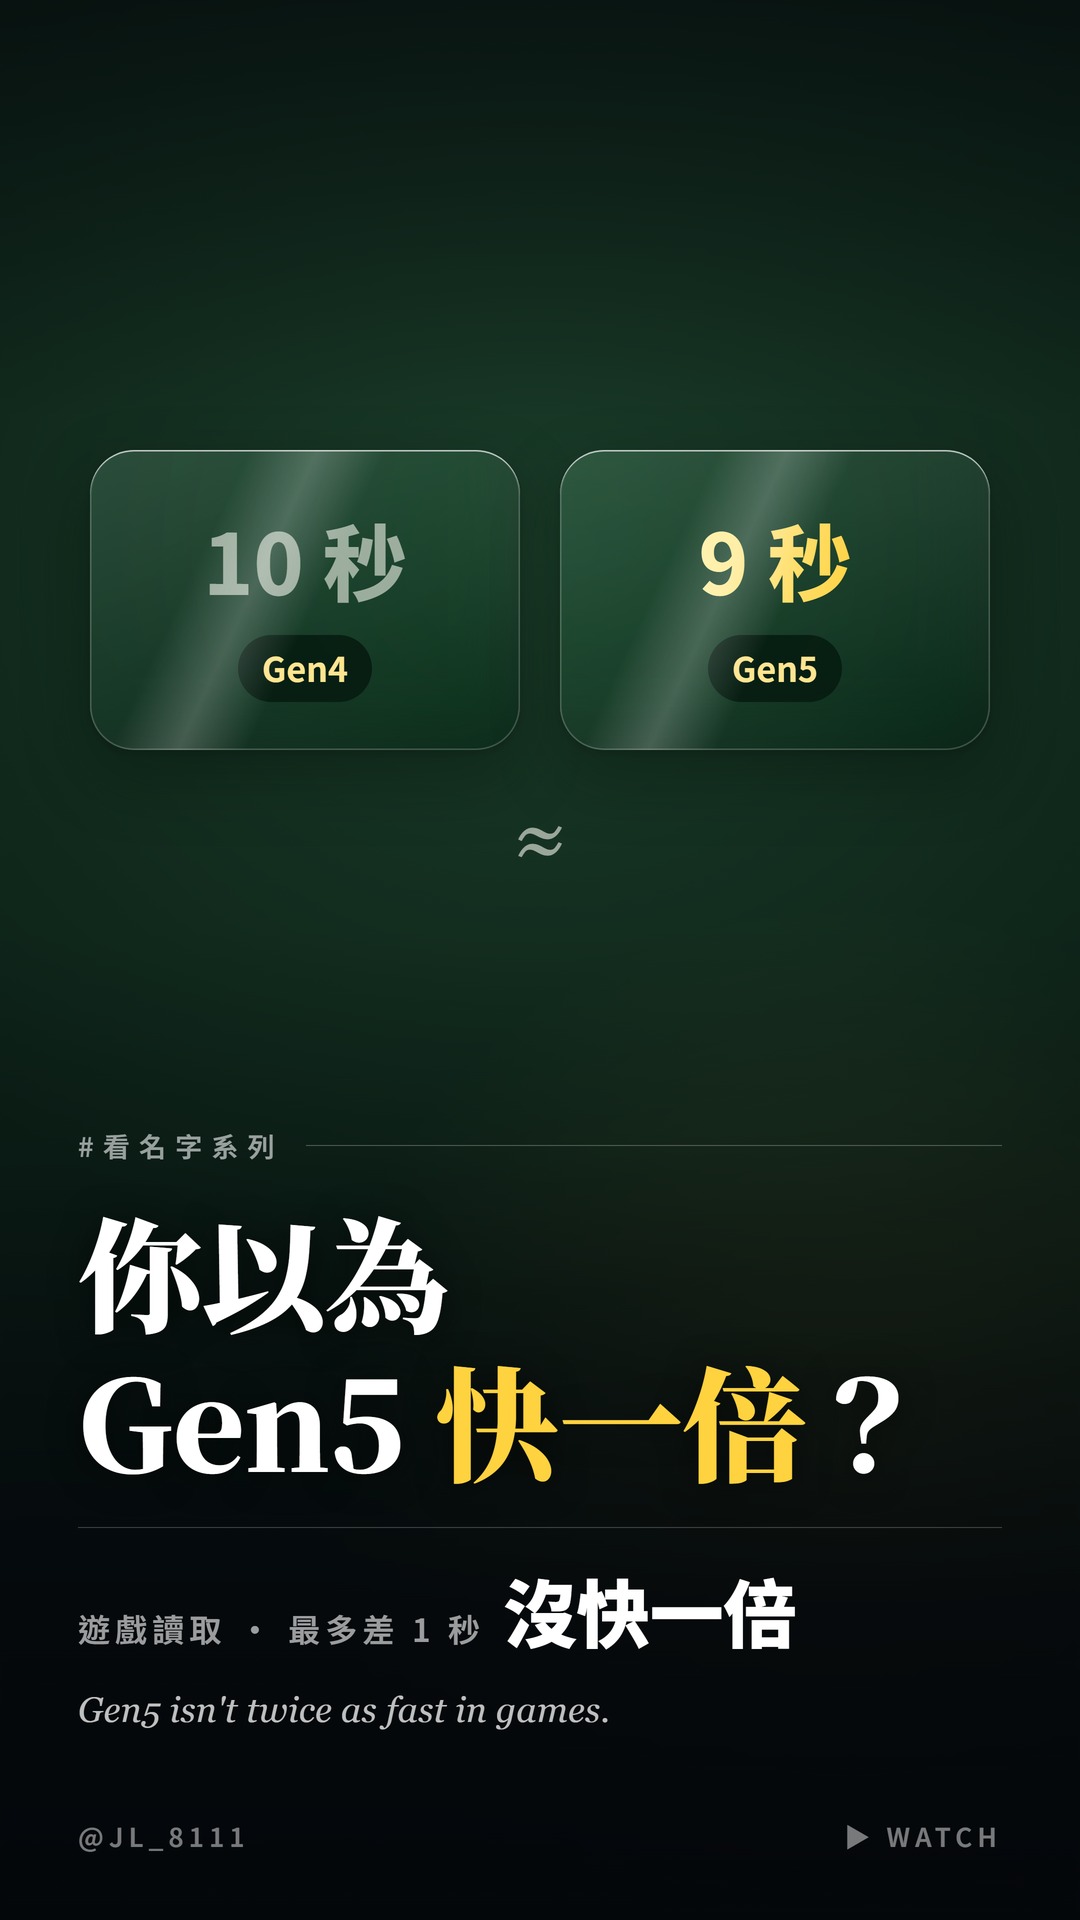 10 秒
Gen4
9 秒
Gen5
≈
#看名字系列
你以為
Gen5 快一倍？
遊戲讀取 · 最多差 1 秒 沒快一倍
Gen5 isn't twice as fast in games.
@JL_8111
▶ WATCH